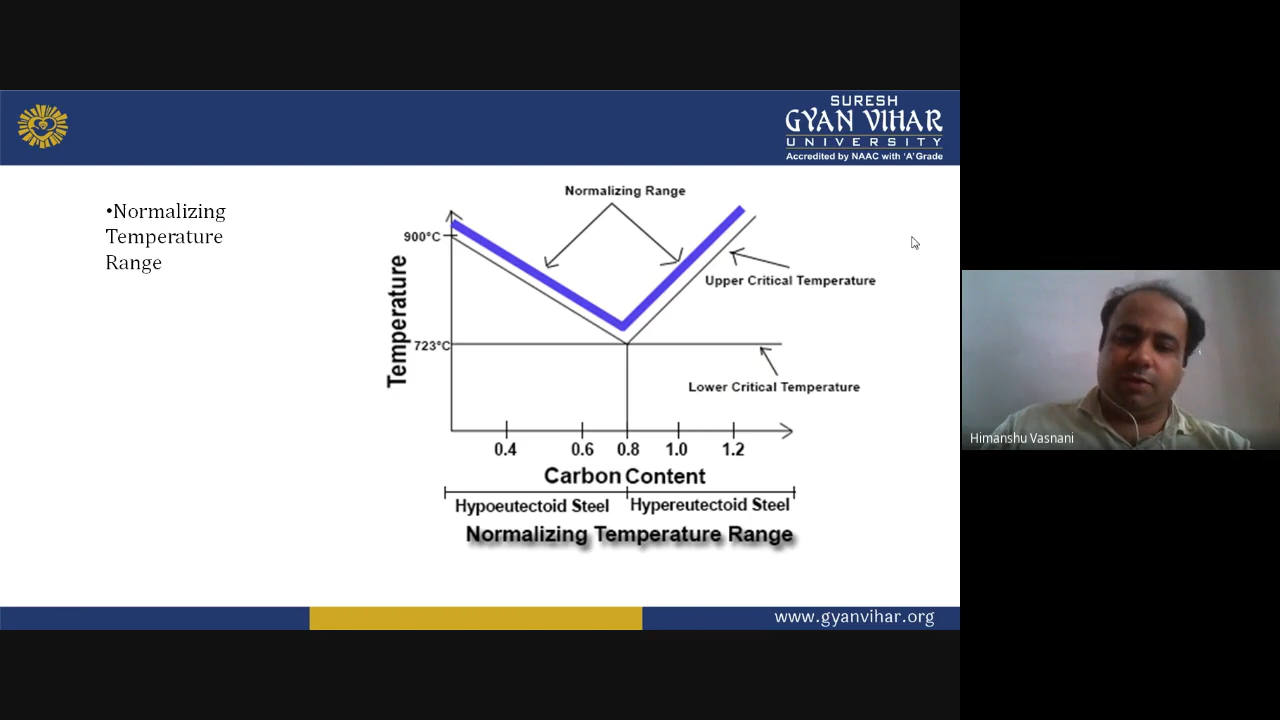 SURESH
GYAN VIHAR
UNIVERSITY
Accredited by NAAC with 'A' Grade
•Normalizing
Temperature
Range
Normalizing Range
900°C
Upper Critical Temperature
Temperature
723°C
Lower Critical Temperature
0.4 0.6 0.8 1.0 1.2
Carbon Content
Hypoeutectoid Steel Hypereutectoid Steel
Normalizing Temperature Range
www.gyanvihar.org
Himanshu Vasnani